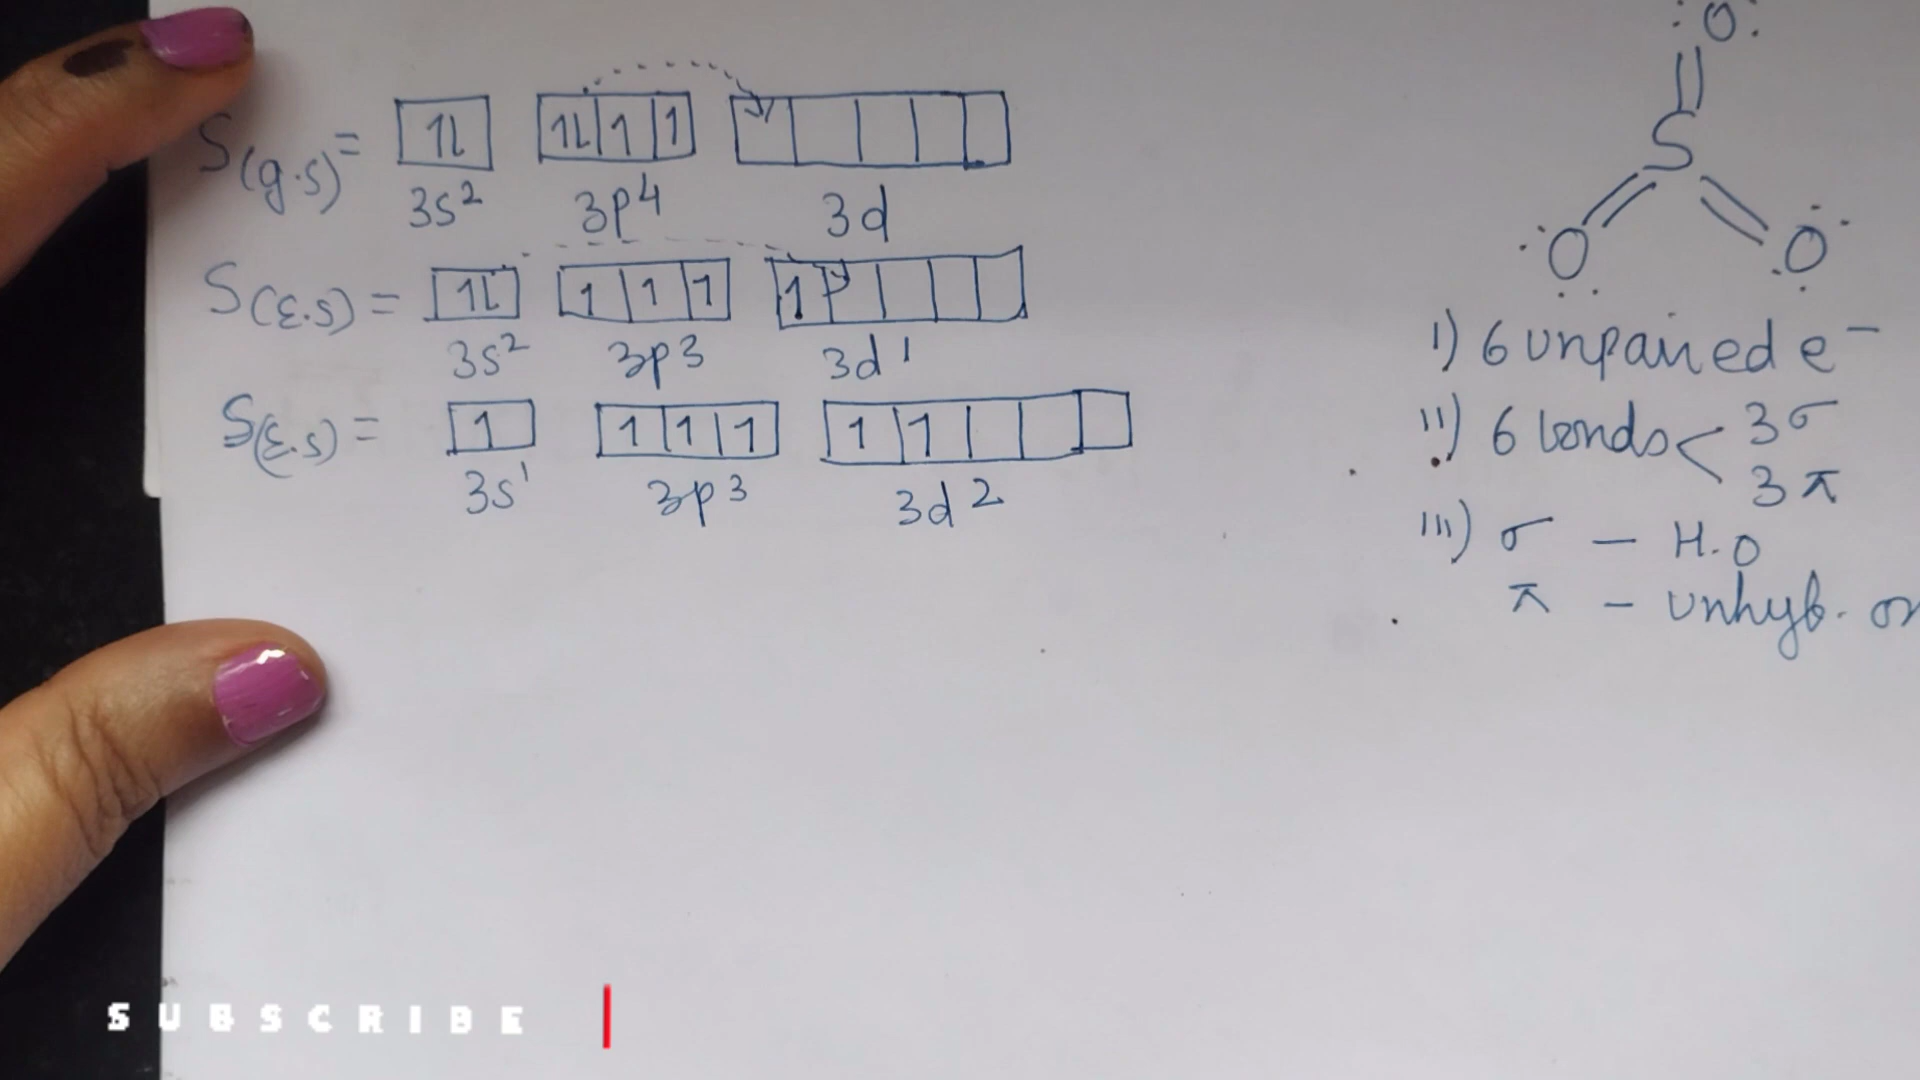 S(g.s) = 1L 1L 1 1
3s² 3p⁴ 3d
S(ε.s) = 1L 1 1 1 1
3s² 3p³ 3d¹
S(ε.s) = 1 1 1 1 1 1
3s¹ 3p³ 3d²
O
S
O O
i) 6 unpaired e⁻
ii) 6 bonds < 3σ
3π
iii) σ — H.O
π — unhyb. or
SUBSCRIBE